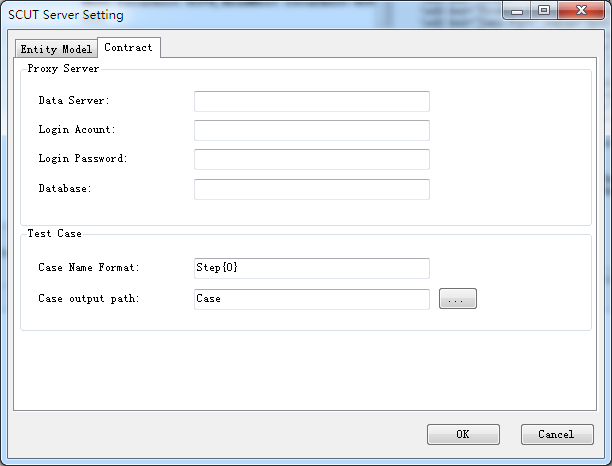 SCUT Server Setting
Entity Model Contract
Proxy Server
Data Server:
Login Acount:
Login Password:
Database:
Test Case
Case Name Format: Step{0}
Case output path: Case ...
OK Cancel